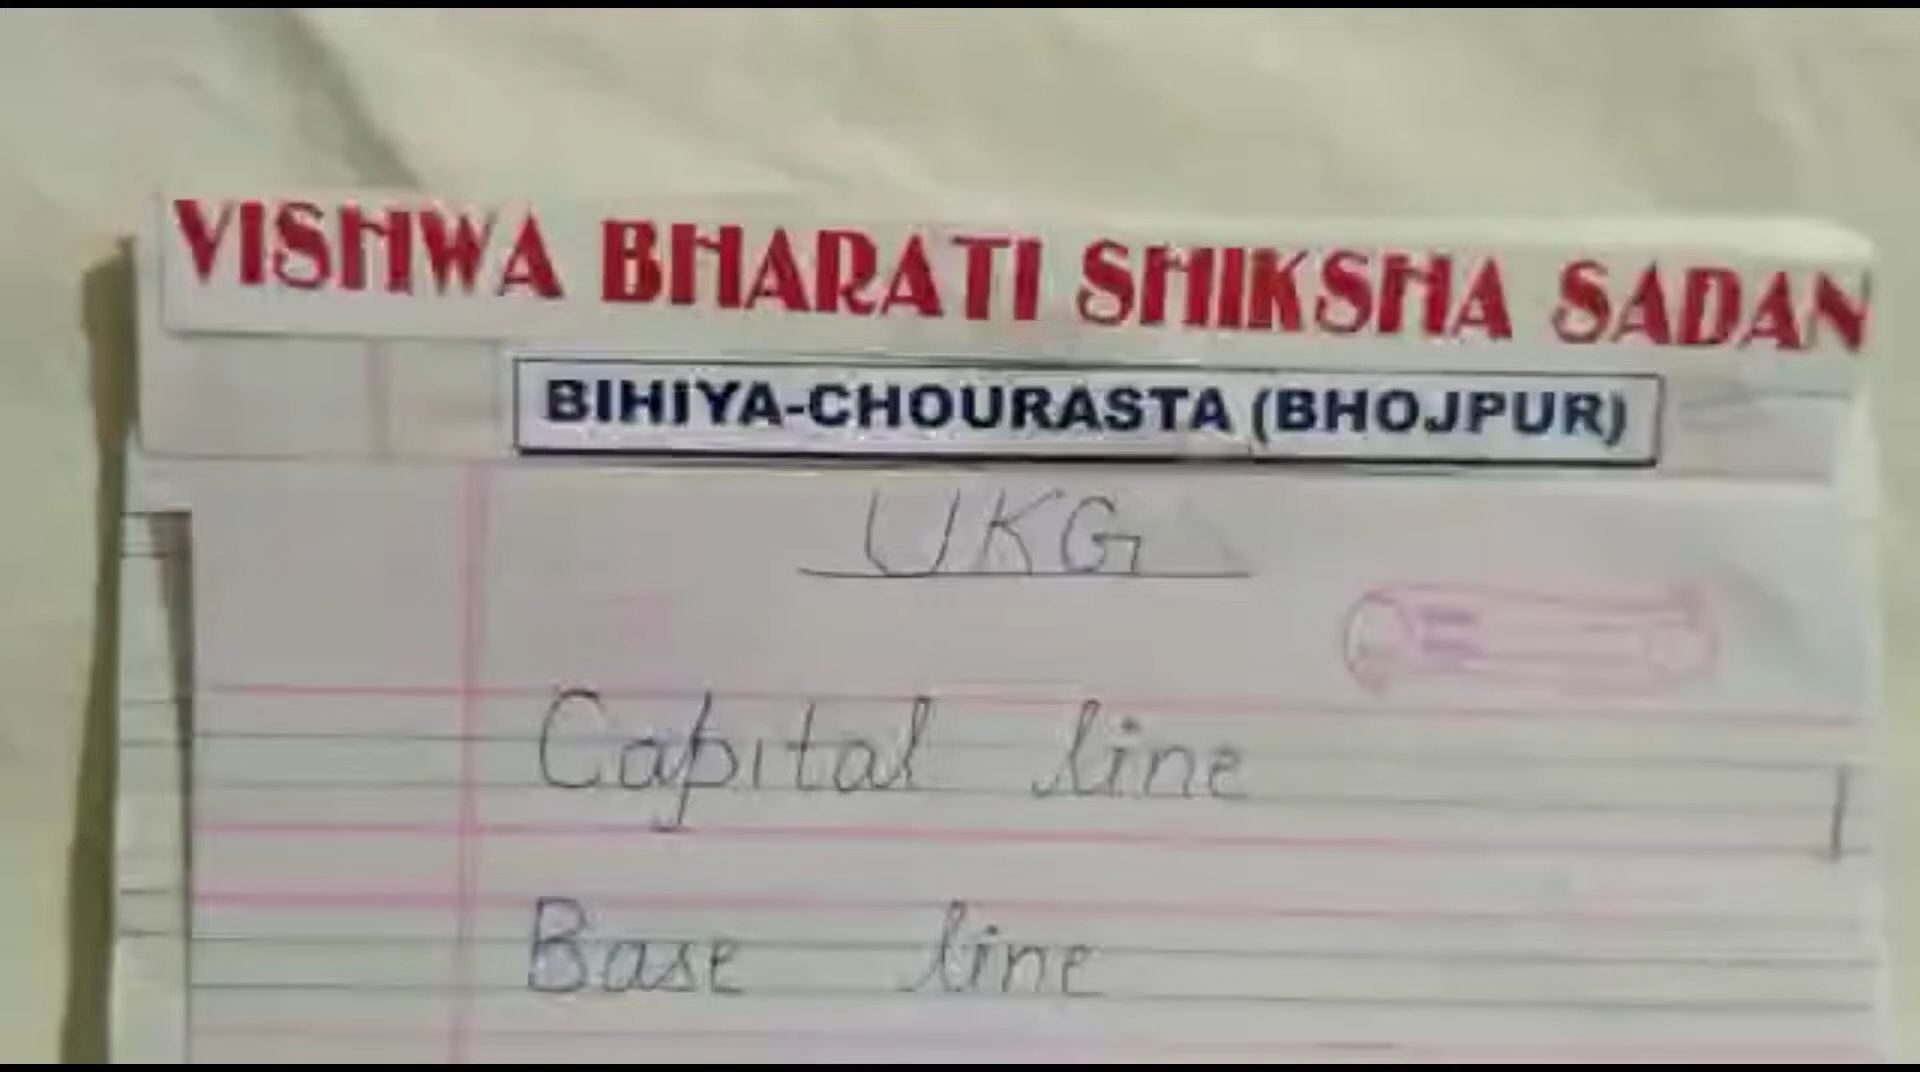 VISHWA BHARATI SHIKSHA SADAN
BIHIYA-CHOURASTA (BHOJPUR)
UKG
Capital line
Base line